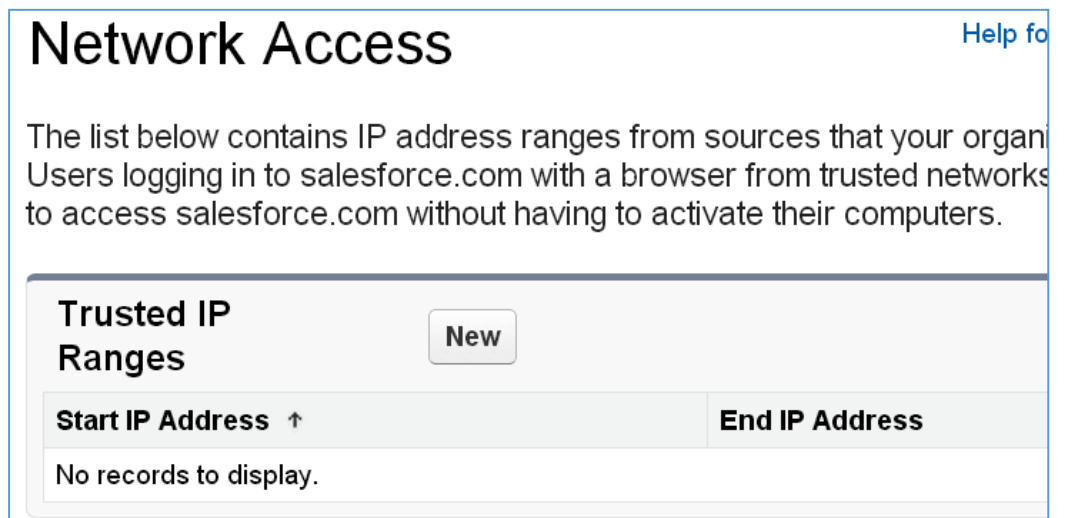 Network Access
Help fo
The list below contains IP address ranges from sources that your organi
Users logging in to salesforce.com with a browser from trusted networks
to access salesforce.com without having to activate their computers.
Trusted IP
Ranges
New
Start IP Address ↑
End IP Address
No records to display.